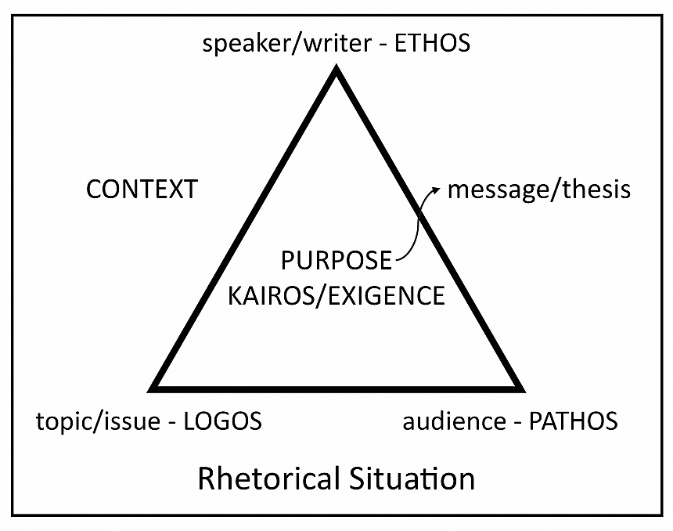 speaker/writer - ETHOS
CONTEXT
message/thesis
PURPOSE
KAIROS/EXIGENCE
topic/issue - LOGOS
audience - PATHOS
Rhetorical Situation